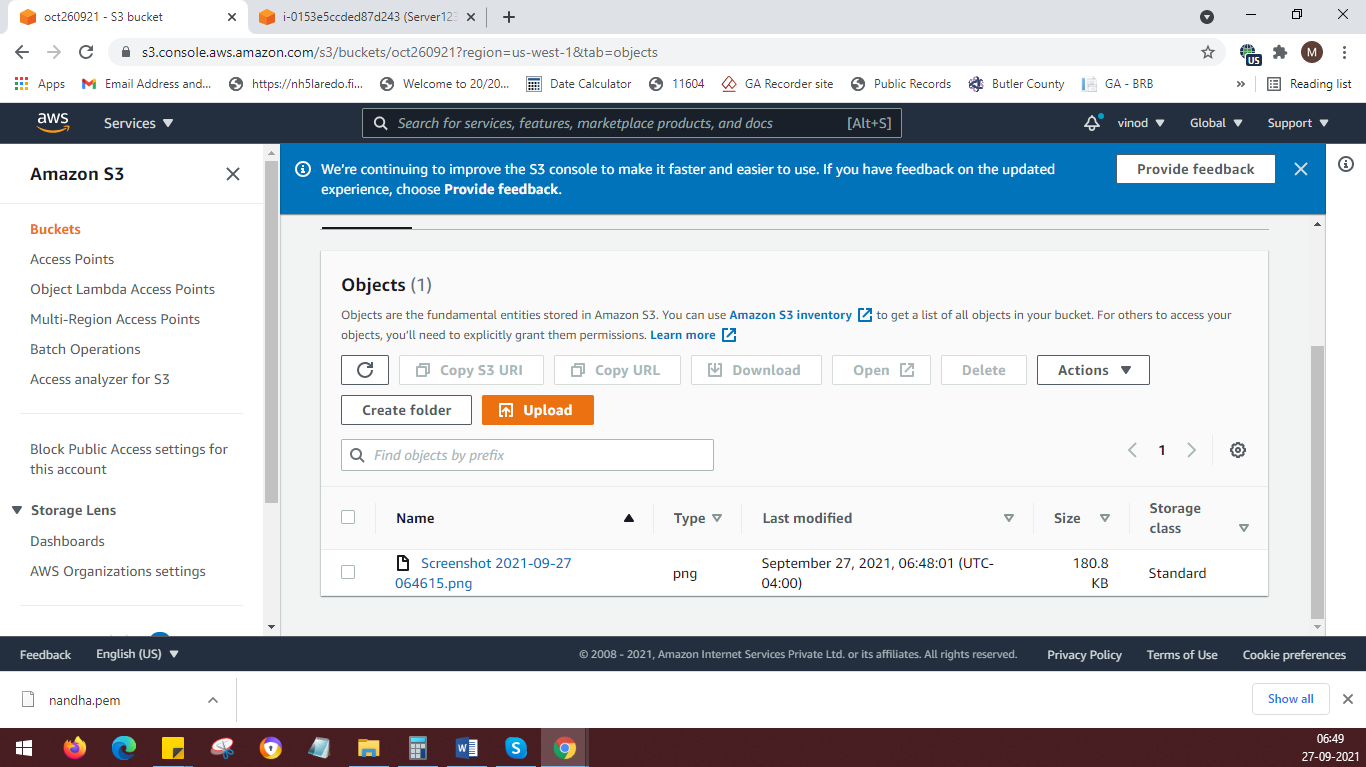 oct260921 - S3 bucket
i-0153e5ccded87d243 (Server123
s3.console.aws.amazon.com/s3/buckets/oct260921?region=us-west-1&tab=objects
M
US
Apps
Email Address and...
https://nh5laredo.fi...
Welcome to 20/20...
Date Calculator
11604
GA Recorder site
Public Records
Butler County
GA - BRB
»
Reading list
aws
Services
Search for services, features, marketplace products, and docs
[Alt+S]
vinod
Global
Support
Amazon S3
We're continuing to improve the S3 console to make it faster and easier to use. If you have feedback on the updated
experience, choose Provide feedback.
Provide feedback
Buckets
Access Points
Object Lambda Access Points
Multi-Region Access Points
Batch Operations
Access analyzer for S3
Block Public Access settings for
this account
Storage Lens
Dashboards
AWS Organizations settings
Objects (1)
Objects are the fundamental entities stored in Amazon S3. You can use Amazon S3 inventory to get a list of all objects in your bucket. For others to access your
objects, you'll need to explicitly grant them permissions. Learn more
Copy S3 URI
Copy URL
Download
Open
Delete
Actions
Create folder
Upload
Find objects by prefix
1
Name
Type
Last modified
Size
Storage
class
Screenshot 2021-09-27
064615.png
png
September 27, 2021, 06:48:01 (UTC-
04:00)
180.8
KB
Standard
Feedback
English (US)
© 2008 - 2021, Amazon Internet Services Private Ltd. or its affiliates. All rights reserved.
Privacy Policy
Terms of Use
Cookie preferences
nandha.pem
Show all
06:49
27-09-2021